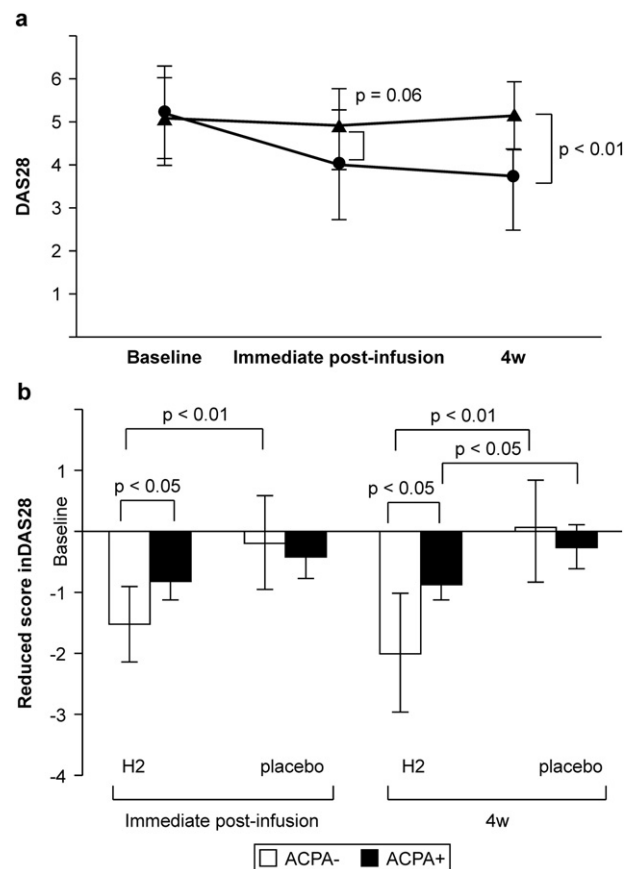 a
6
5
4
3
2
1
DAS28
p = 0.06
p < 0.01
Baseline Immediate post-infusion 4w
b
p < 0.01
p < 0.01
p < 0.05
p < 0.05
p < 0.05
1
Baseline
-1
-2
-3
-4
Reduced score inDAS28
H2 placebo H2 placebo
Immediate post-infusion 4w
ACPA- ACPA+